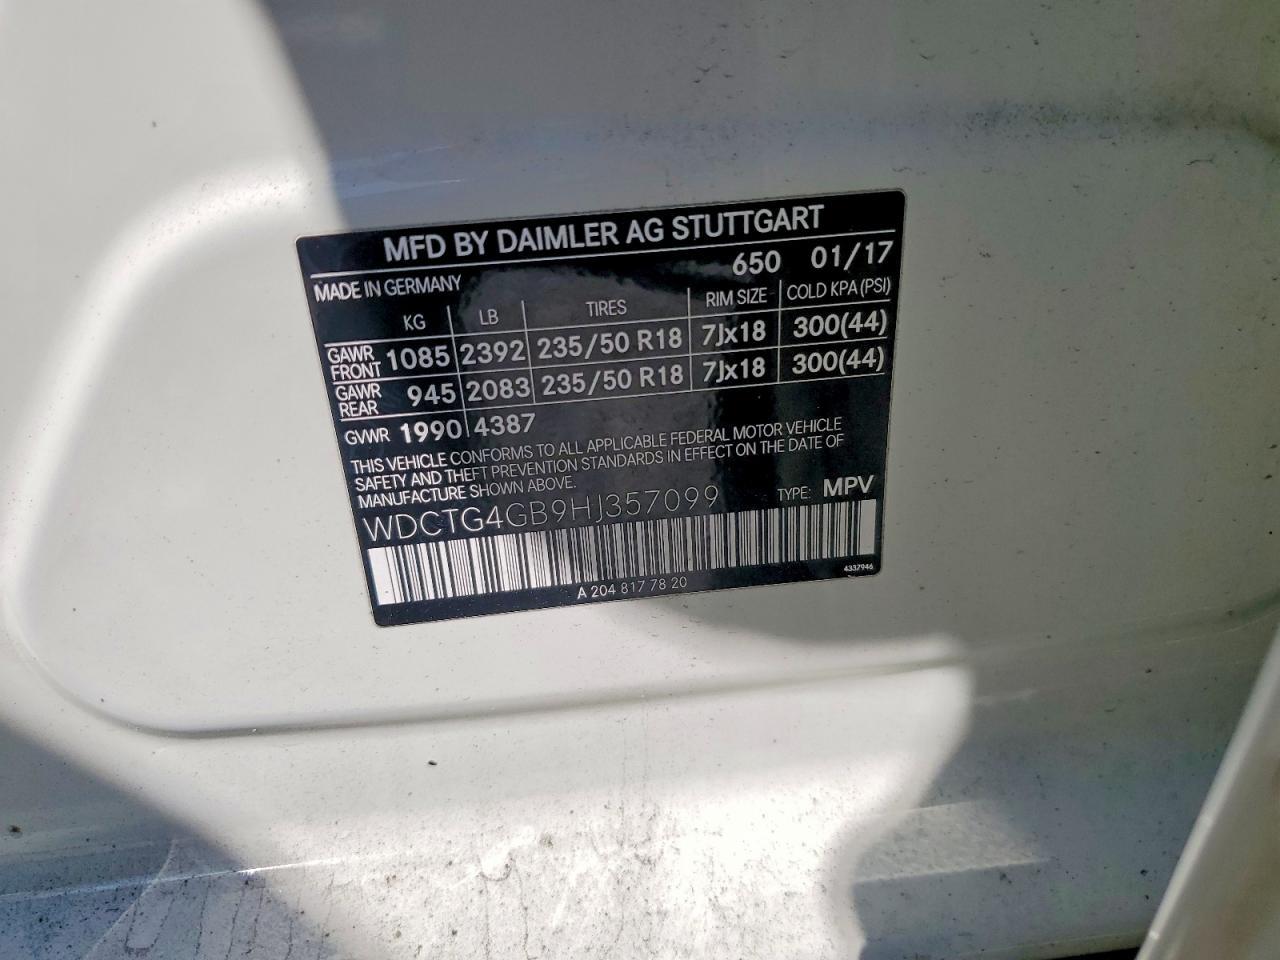 MFD BY DAIMLER AG STUTTGART
650 01/17
MADE IN GERMANY
KG LB TIRES RIM SIZE COLD KPA (PSI)
GAWR FRONT 1085 2392 235/50 R18 7Jx18 300(44)
GAWR REAR 945 2083 235/50 R18 7Jx18 300(44)
GVWR 1990 4387
THIS VEHICLE CONFORMS TO ALL APPLICABLE FEDERAL MOTOR VEHICLE
SAFETY AND THEFT PREVENTION STANDARDS IN EFFECT ON THE DATE OF
MANUFACTURE SHOWN ABOVE.
WDCTG4GB9HJ357099 TYPE: MPV
4337946
A 204 817 78 20